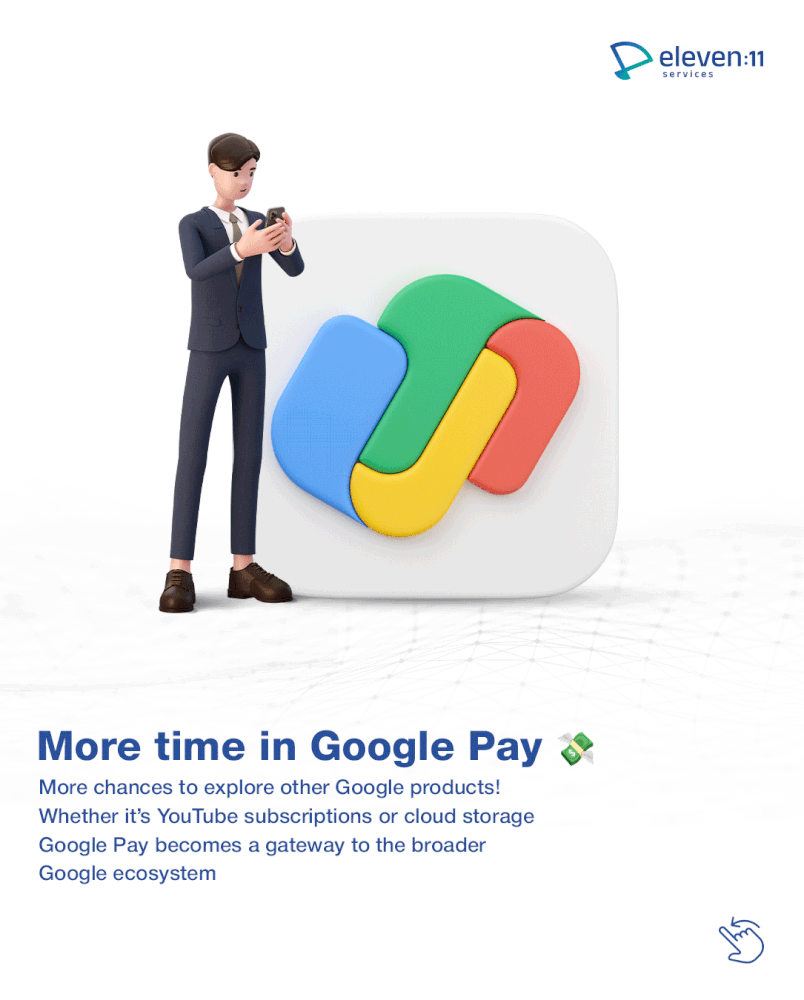 eleven:11
services
More time in Google Pay 💸
More chances to explore other Google products!
Whether it’s YouTube subscriptions or cloud storage
Google Pay becomes a gateway to the broader
Google ecosystem